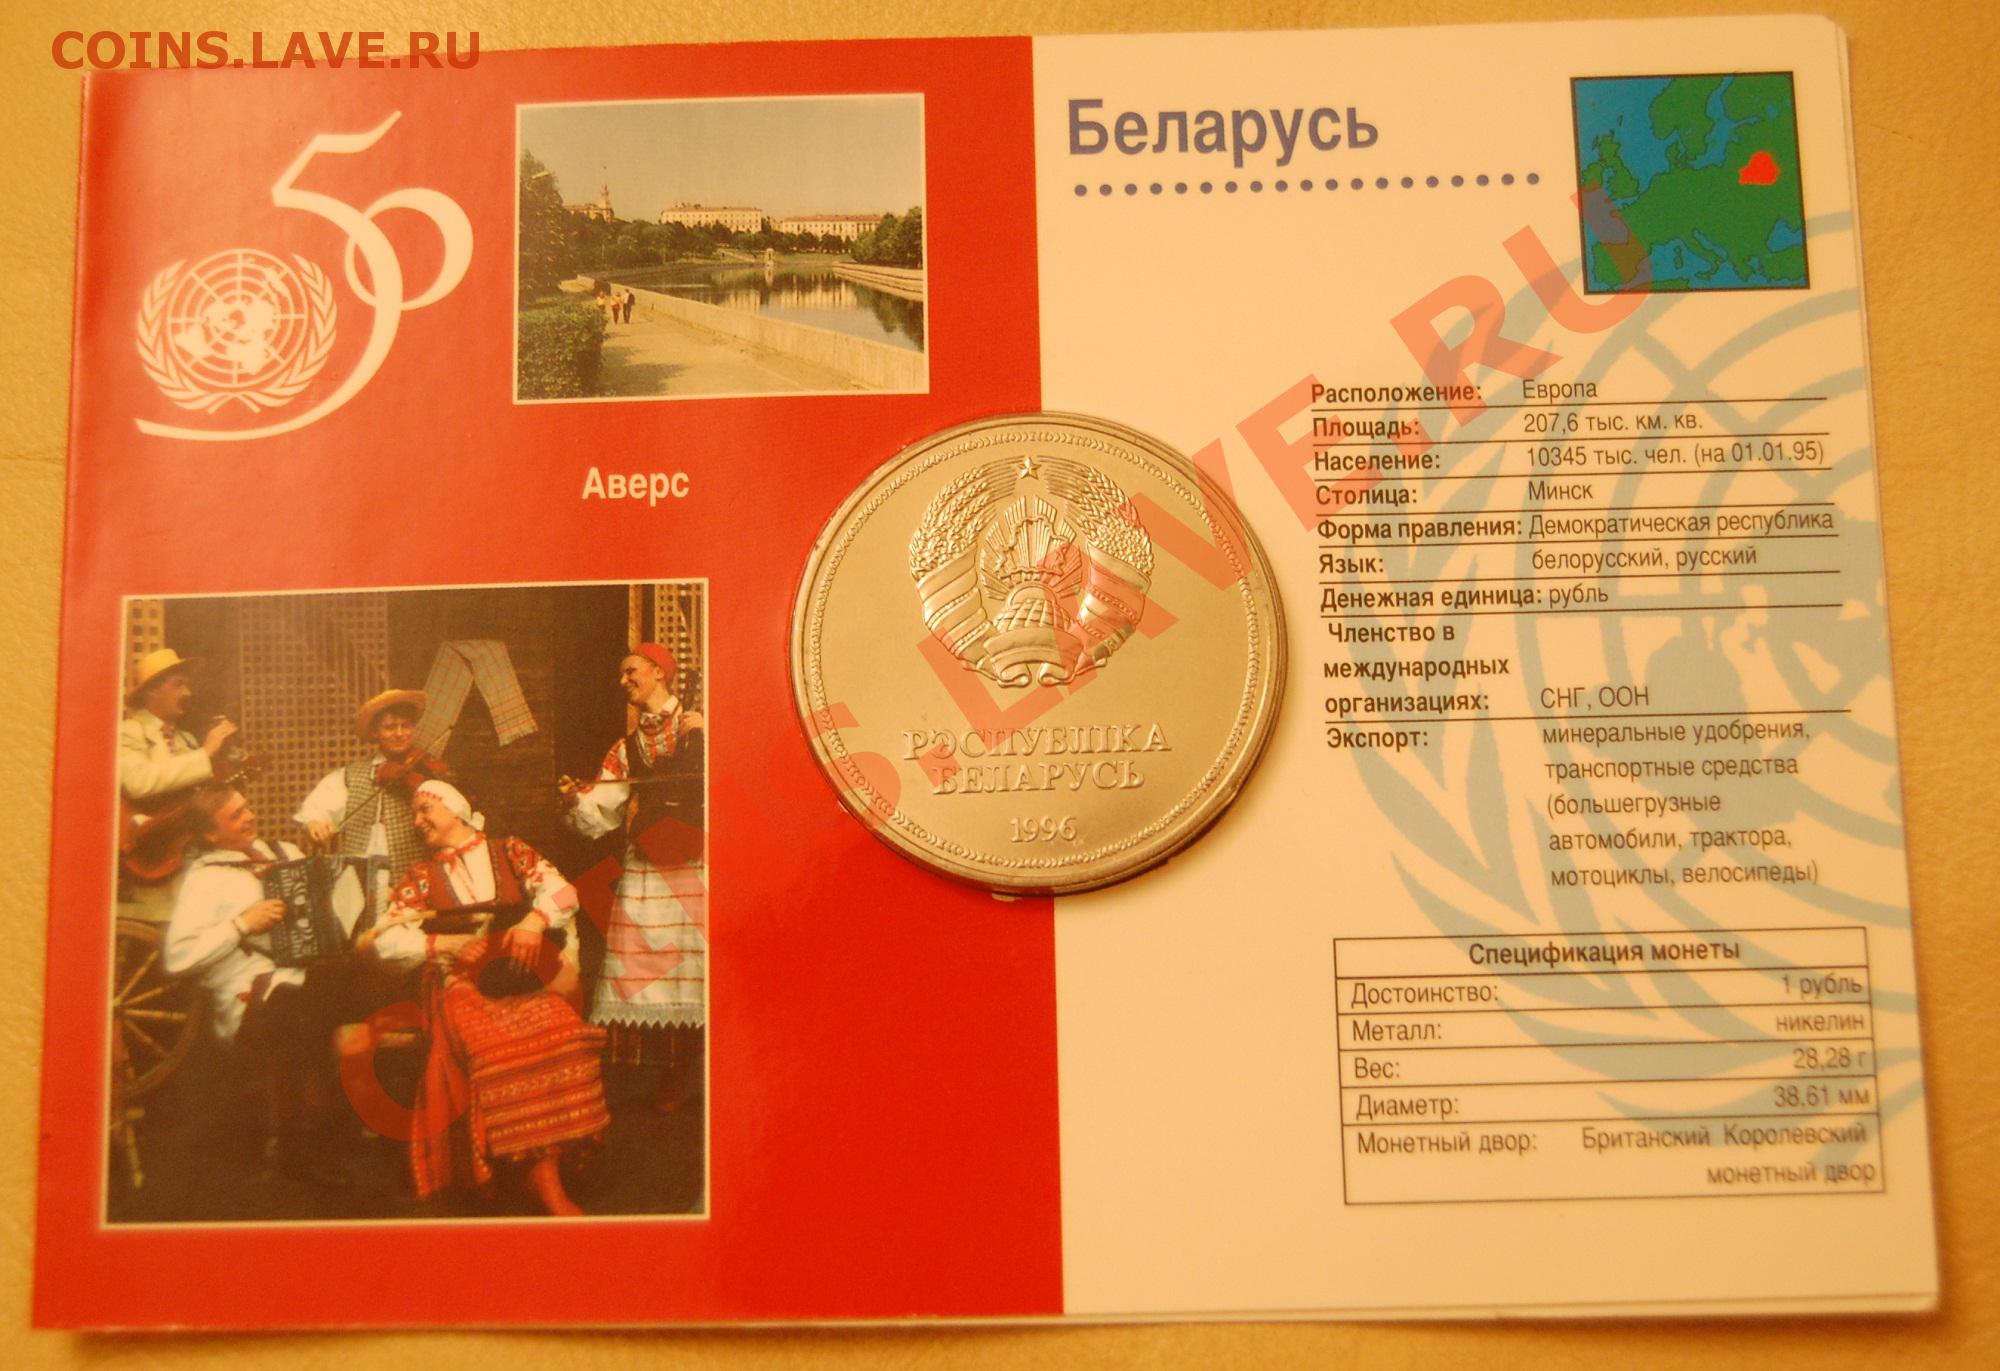 COINS.LAVE.RU
50
Беларусь
Аверс
РЭСПУБЛІКА
БЕЛАРУСЬ
1996
Расположение: Европа
Площадь: 207,6 тыс. км. кв.
Население: 10345 тыс. чел. (на 01.01.95)
Столица: Минск
Форма правления: Демократическая республика
Язык: белорусский, русский
Денежная единица: рубль
Членство в
международных
организациях: СНГ, ООН
Экспорт: минеральные удобрения,
транспортные средства
(большегрузные
автомобили, трактора,
мотоциклы, велосипеды)
Спецификация монеты
Достоинство: 1 рубль
Металл: никелин
Вес: 28,28 г
Диаметр: 38,61 мм
Монетный двор: Британский Королевский
монетный двор
COINS.LAVE.RU